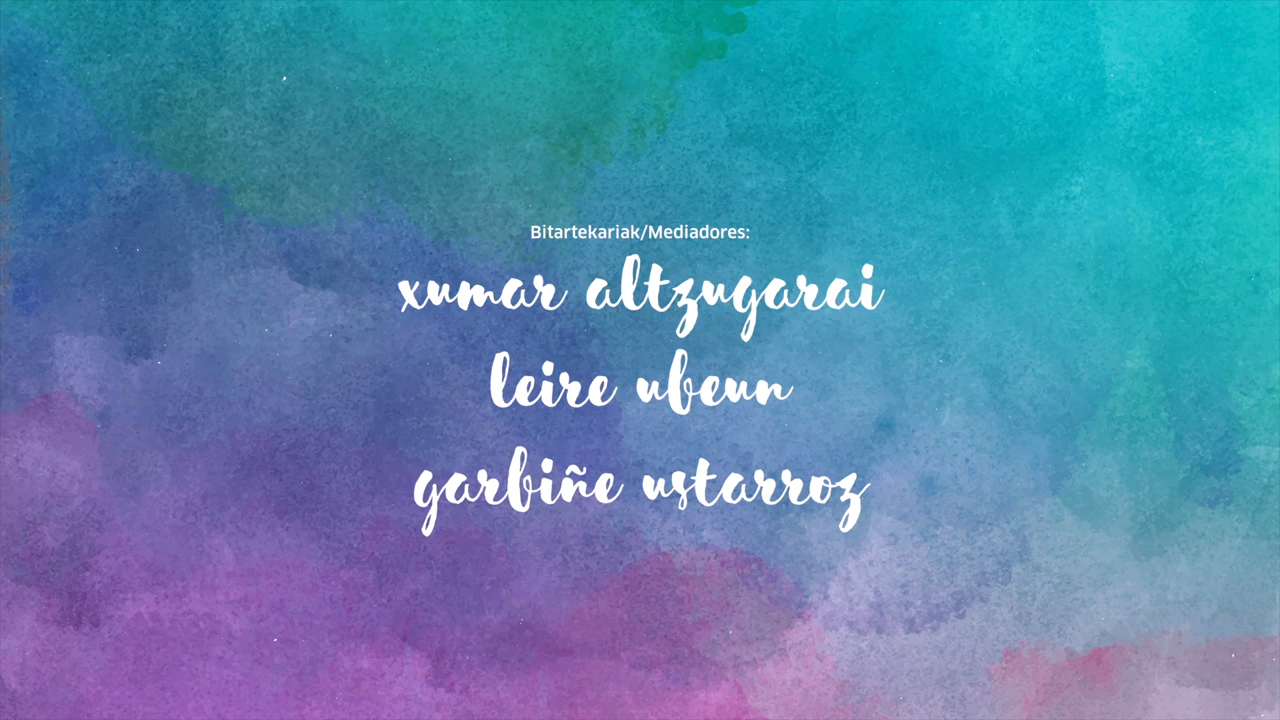 Bitartekariak/Mediadores:
xumar altzugarai
leire ubeun
garbiñe ustarroz